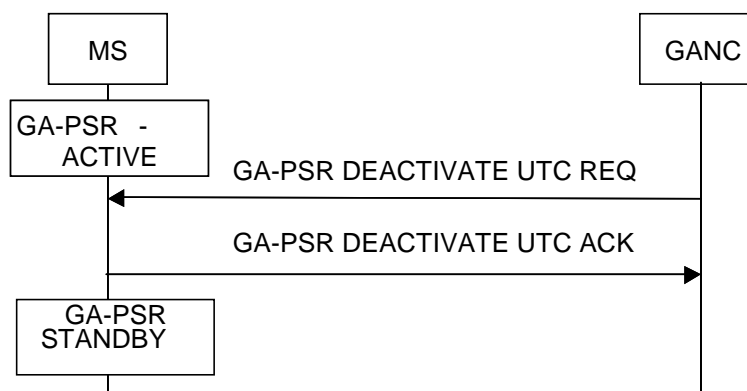 MS
GANC
GA-PSR -
ACTIVE
GA-PSR DEACTIVATE UTC REQ
GA-PSR DEACTIVATE UTC ACK
GA-PSR
STANDBY